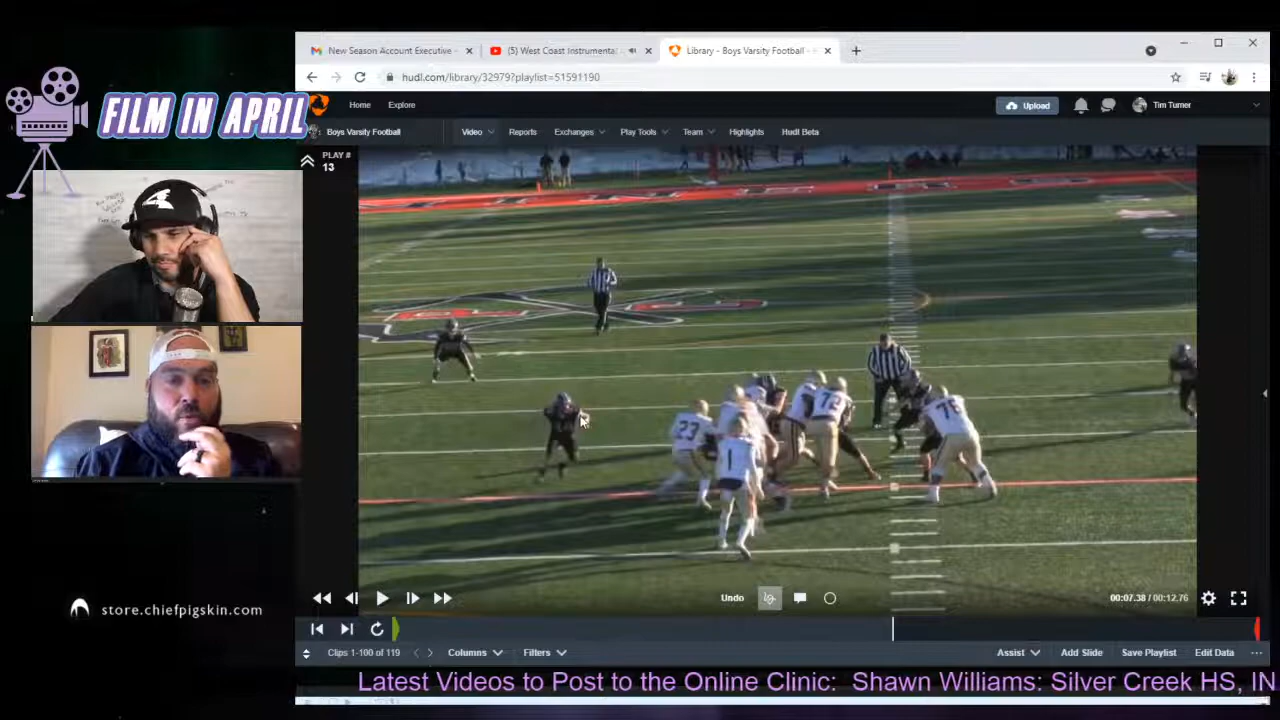 New Season Account Executive -
(5) West Coast Instrumental
Library - Boys Varsity Football -
hudl.com/library/32979?playlist=51591190
FILM IN APRIL
Home
Explore
Upload
Tim Turner
Boys Varsity Football
Video
Reports
Exchanges
Play Tools
Team
Highlights
Hudl Beta
PLAY #
13
23
1
72
76
Undo
00:07.38 / 00:12.76
store.chiefpigskin.com
Clips 1-100 of 119
Columns
Filters
Assist
Add Slide
Save Playlist
Edit Data
Latest Videos to Post to the Online Clinic: Shawn Williams: Silver Creek HS, IN